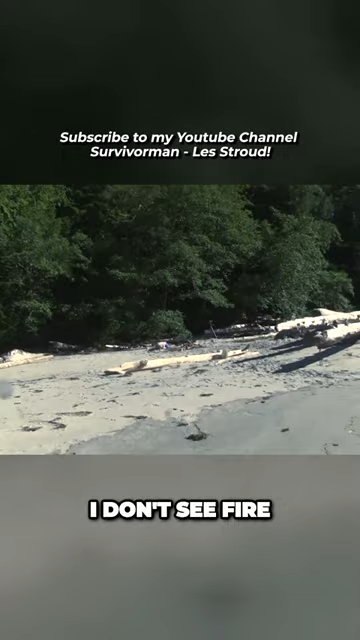 Subscribe to my Youtube Channel
Survivorman - Les Stroud!
I DON'T SEE FIRE